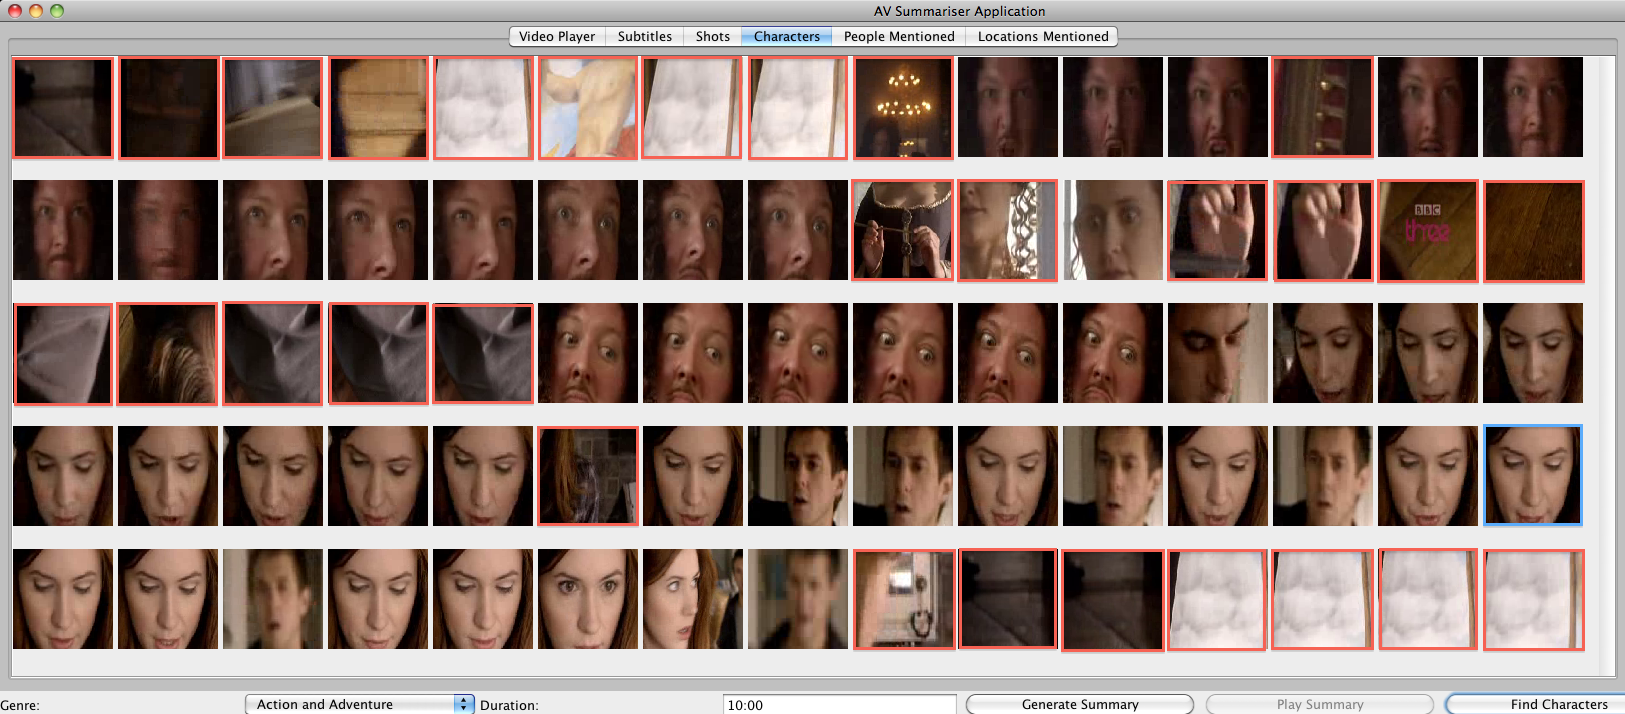 AV Summariser Application
Video Player Subtitles Shots Characters People Mentioned Locations Mentioned
BBC
three
Genre: Action and Adventure Duration: 10:00 Generate Summary Play Summary Find Characters